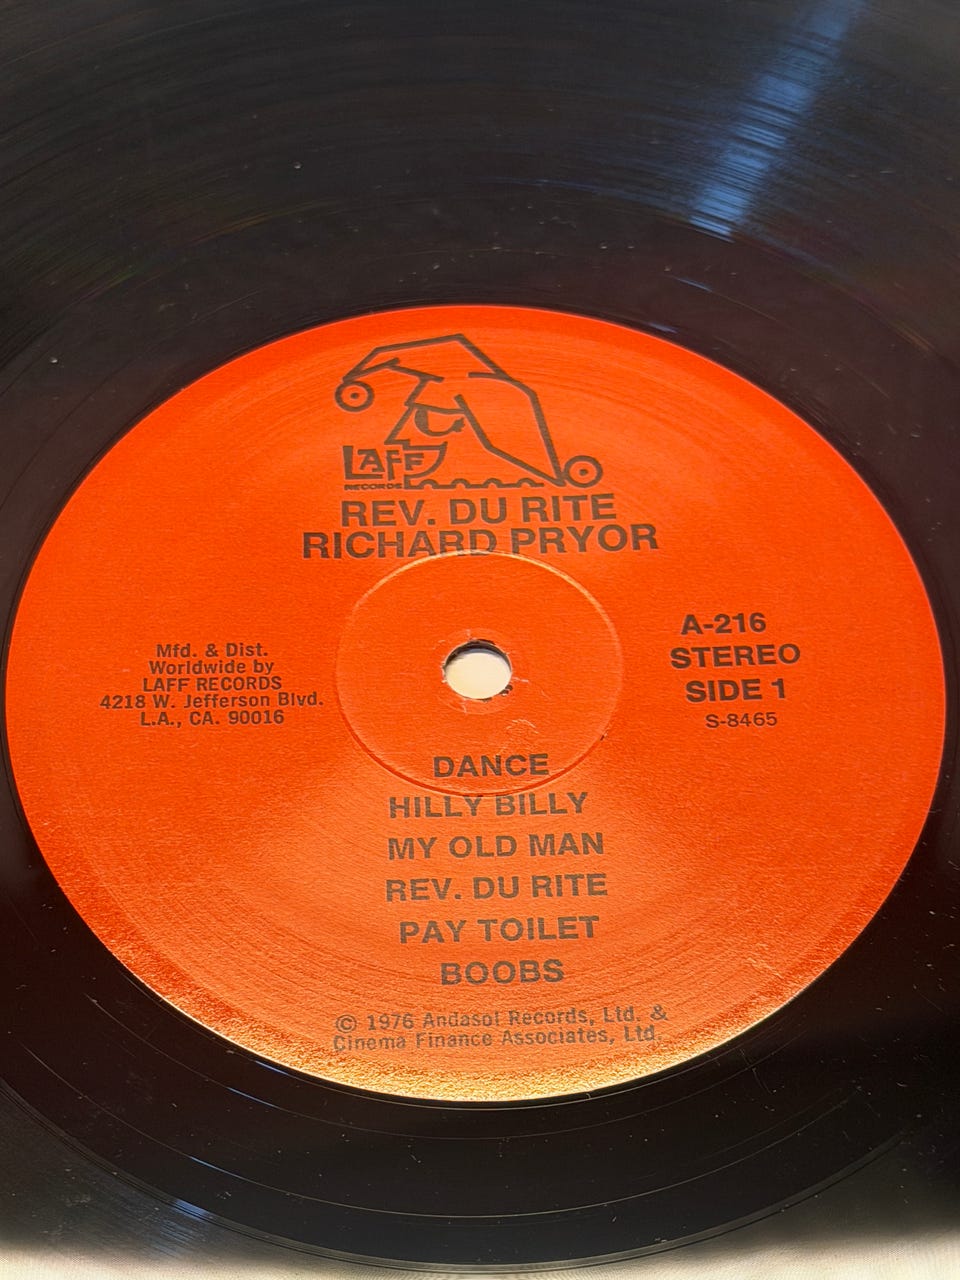 LAFF
RECORDS
REV. DU RITE
RICHARD PRYOR
Mfd. & Dist.
Worldwide by
LAFF RECORDS
4218 W. Jefferson Blvd.
L.A., CA. 90016
A-216
STEREO
SIDE 1
S-8465
DANCE
HILLY BILLY
MY OLD MAN
REV. DU RITE
PAY TOILET
BOOBS
© 1976 Andasol Records, Ltd. &
Cinema Finance Associates, Ltd.